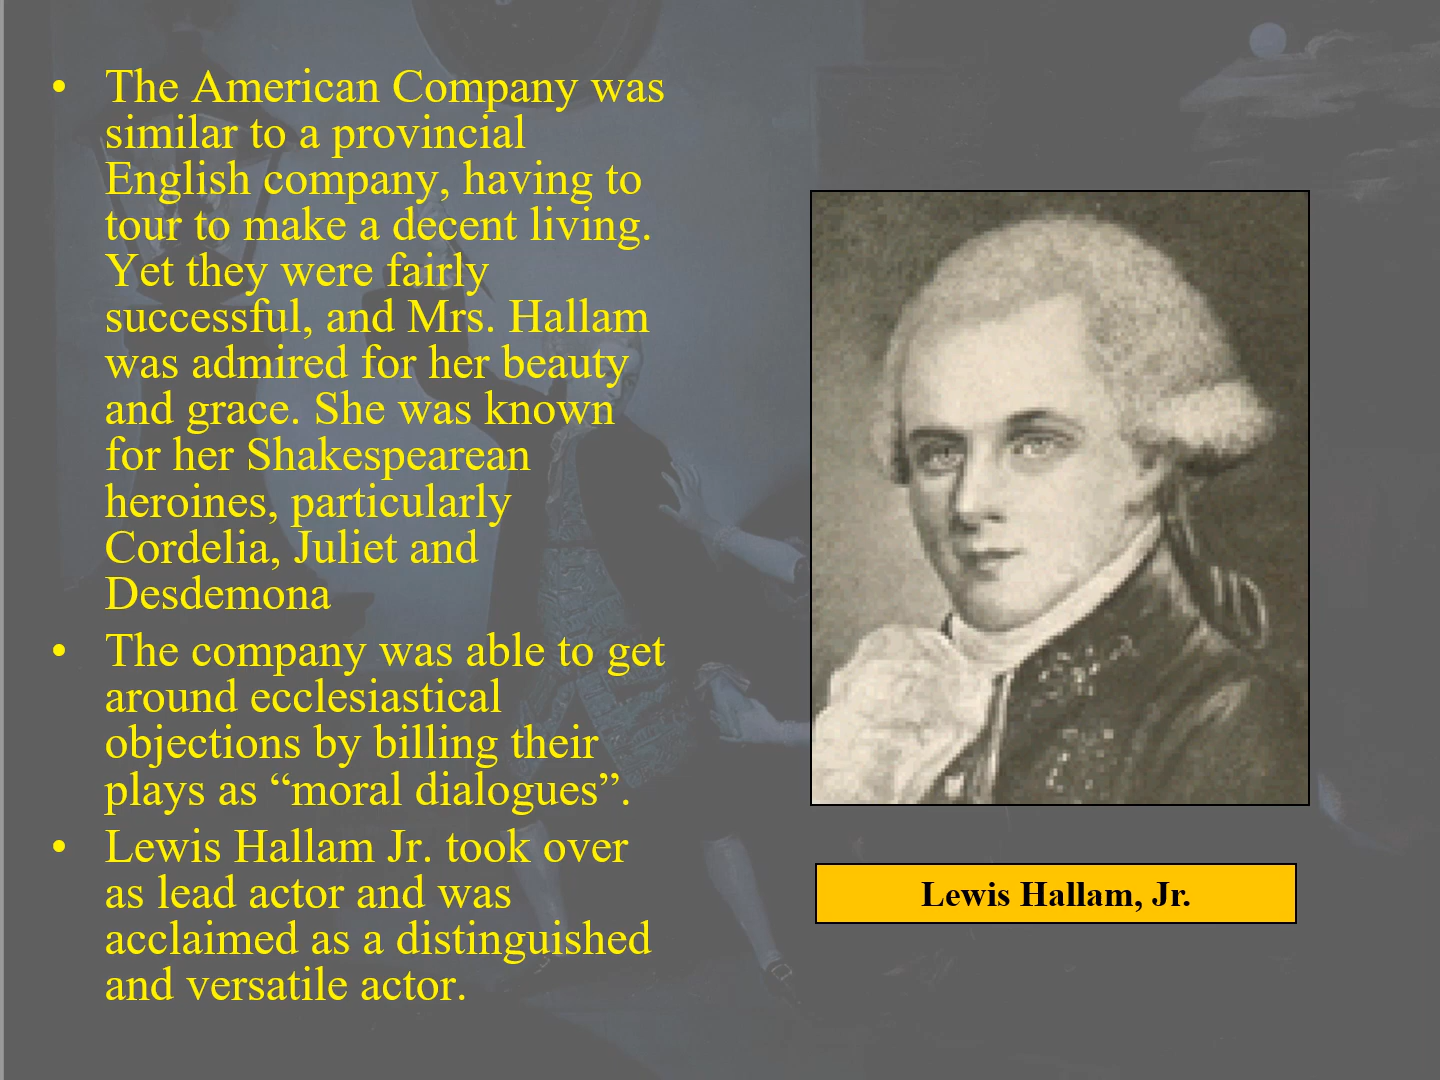 • The American Company was
similar to a provincial
English company, having to
tour to make a decent living.
Yet they were fairly
successful, and Mrs. Hallam
was admired for her beauty
and grace. She was known
for her Shakespearean
heroines, particularly
Cordelia, Juliet and
Desdemona
• The company was able to get
around ecclesiastical
objections by billing their
plays as “moral dialogues”.
• Lewis Hallam Jr. took over
as lead actor and was
acclaimed as a distinguished
and versatile actor.
Lewis Hallam, Jr.